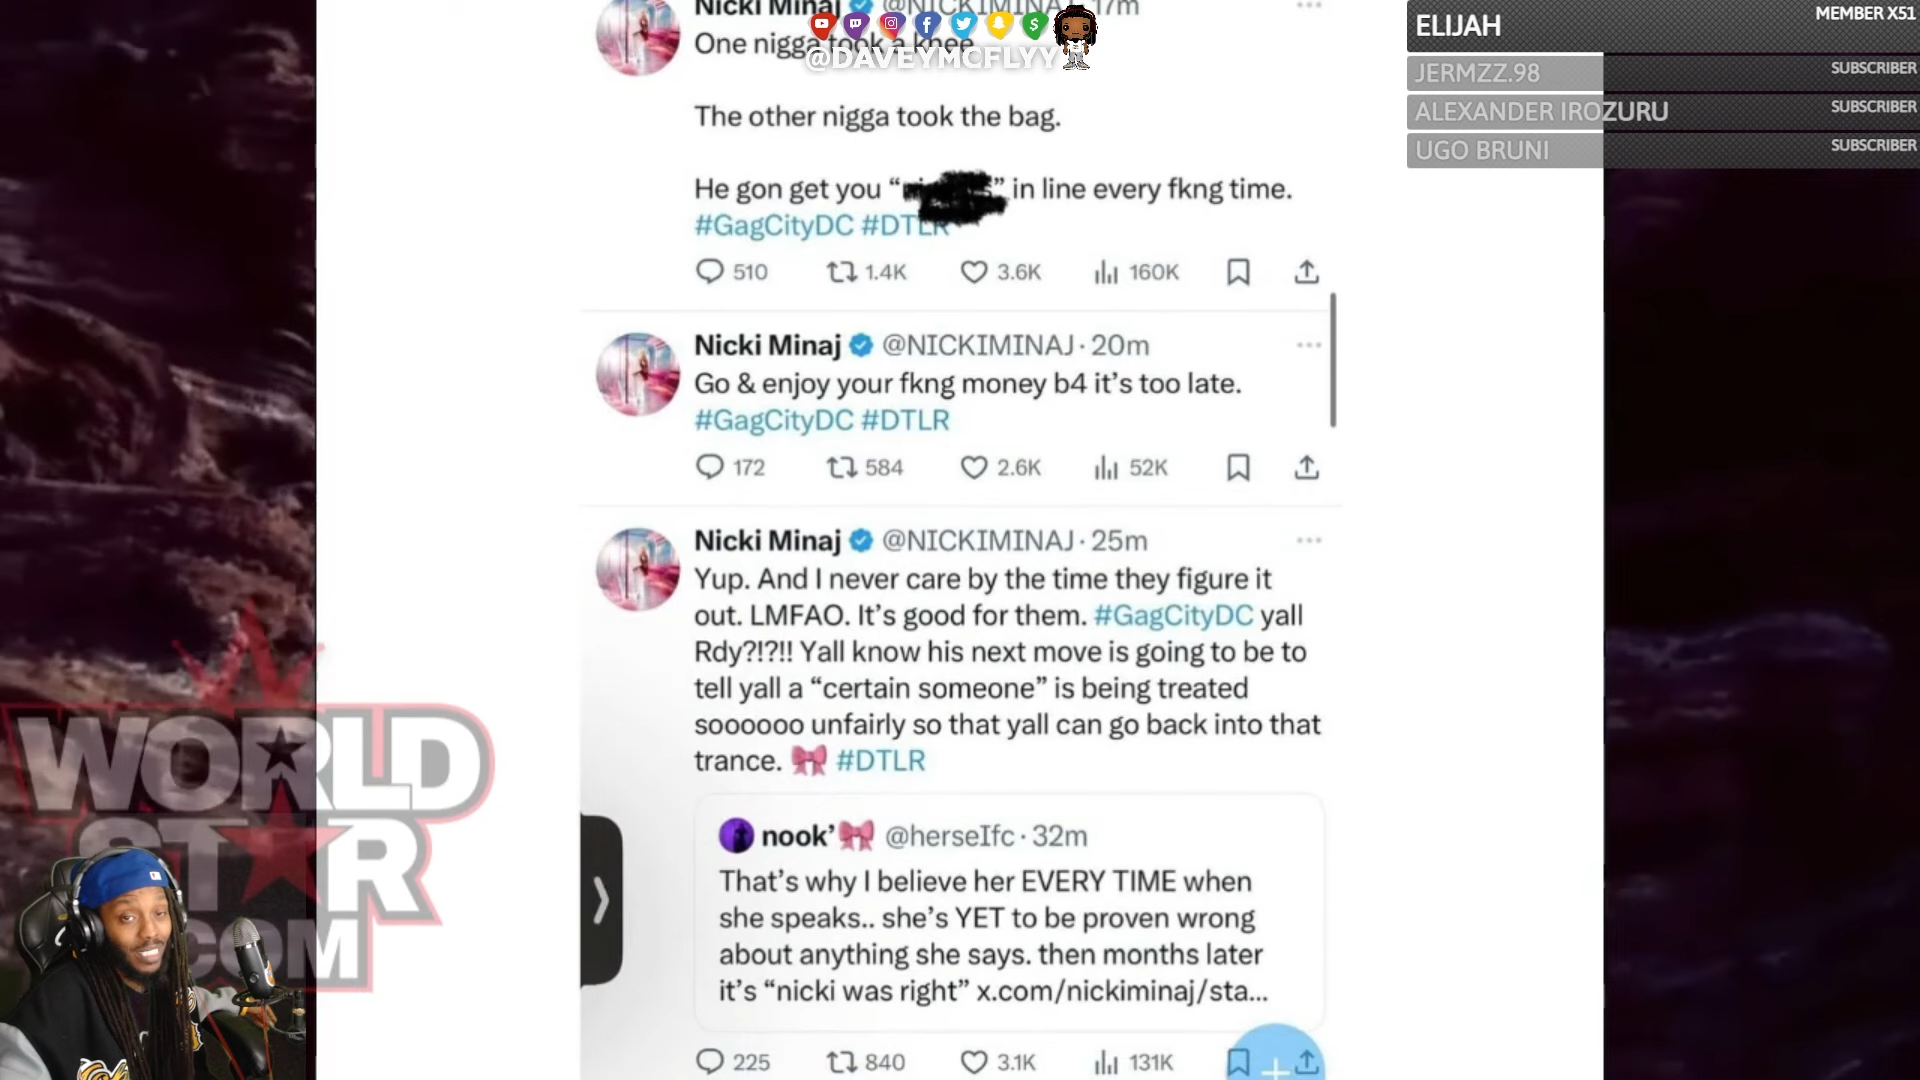 Nicki Minaj @NICKIMINAJ 17m
One nigga took a knee
@DAVEYMCFLYY
The other nigga took the bag.
He gon get you “ ” in line every fkng time.
#GagCityDC #DTLR
510 1.4K 3.6K 160K
Nicki Minaj @NICKIMINAJ · 20m
Go & enjoy your fkng money b4 it’s too late.
#GagCityDC #DTLR
172 584 2.6K 52K
Nicki Minaj @NICKIMINAJ · 25m
Yup. And I never care by the time they figure it
out. LMFAO. It’s good for them. #GagCityDC yall
Rdy?!?!! Yall know his next move is going to be to
tell yall a “certain someone” is being treated
soooooo unfairly so that yall can go back into that
trance. #DTLR
nook’ @herseIfc · 32m
That’s why I believe her EVERY TIME when
she speaks.. she’s YET to be proven wrong
about anything she says. then months later
it’s “nicki was right” x.com/nickiminaj/sta...
225 840 3.1K 131K
ELIJAH MEMBER X51
JERMZZ.98 SUBSCRIBER
ALEXANDER IROZURU SUBSCRIBER
UGO BRUNI SUBSCRIBER
WORLD
STAR
.COM